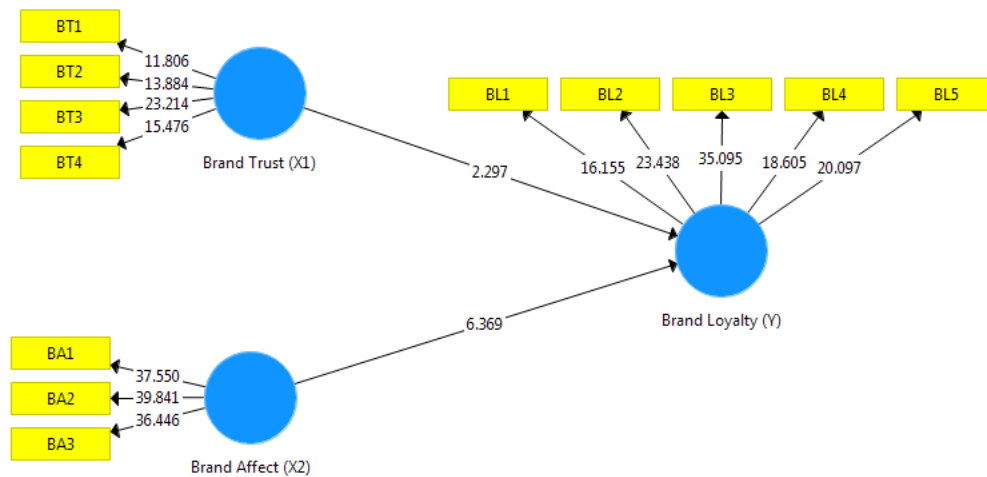 BT1
BT2
BT3
BT4
11.806
13.884
23.214
15.476
Brand Trust (X1)
2.297
BL1
BL2
BL3
BL4
BL5
16.155
23.438
35.095
18.605
20.097
Brand Loyalty (Y)
6.369
BA1
BA2
BA3
37.550
39.841
36.446
Brand Affect (X2)